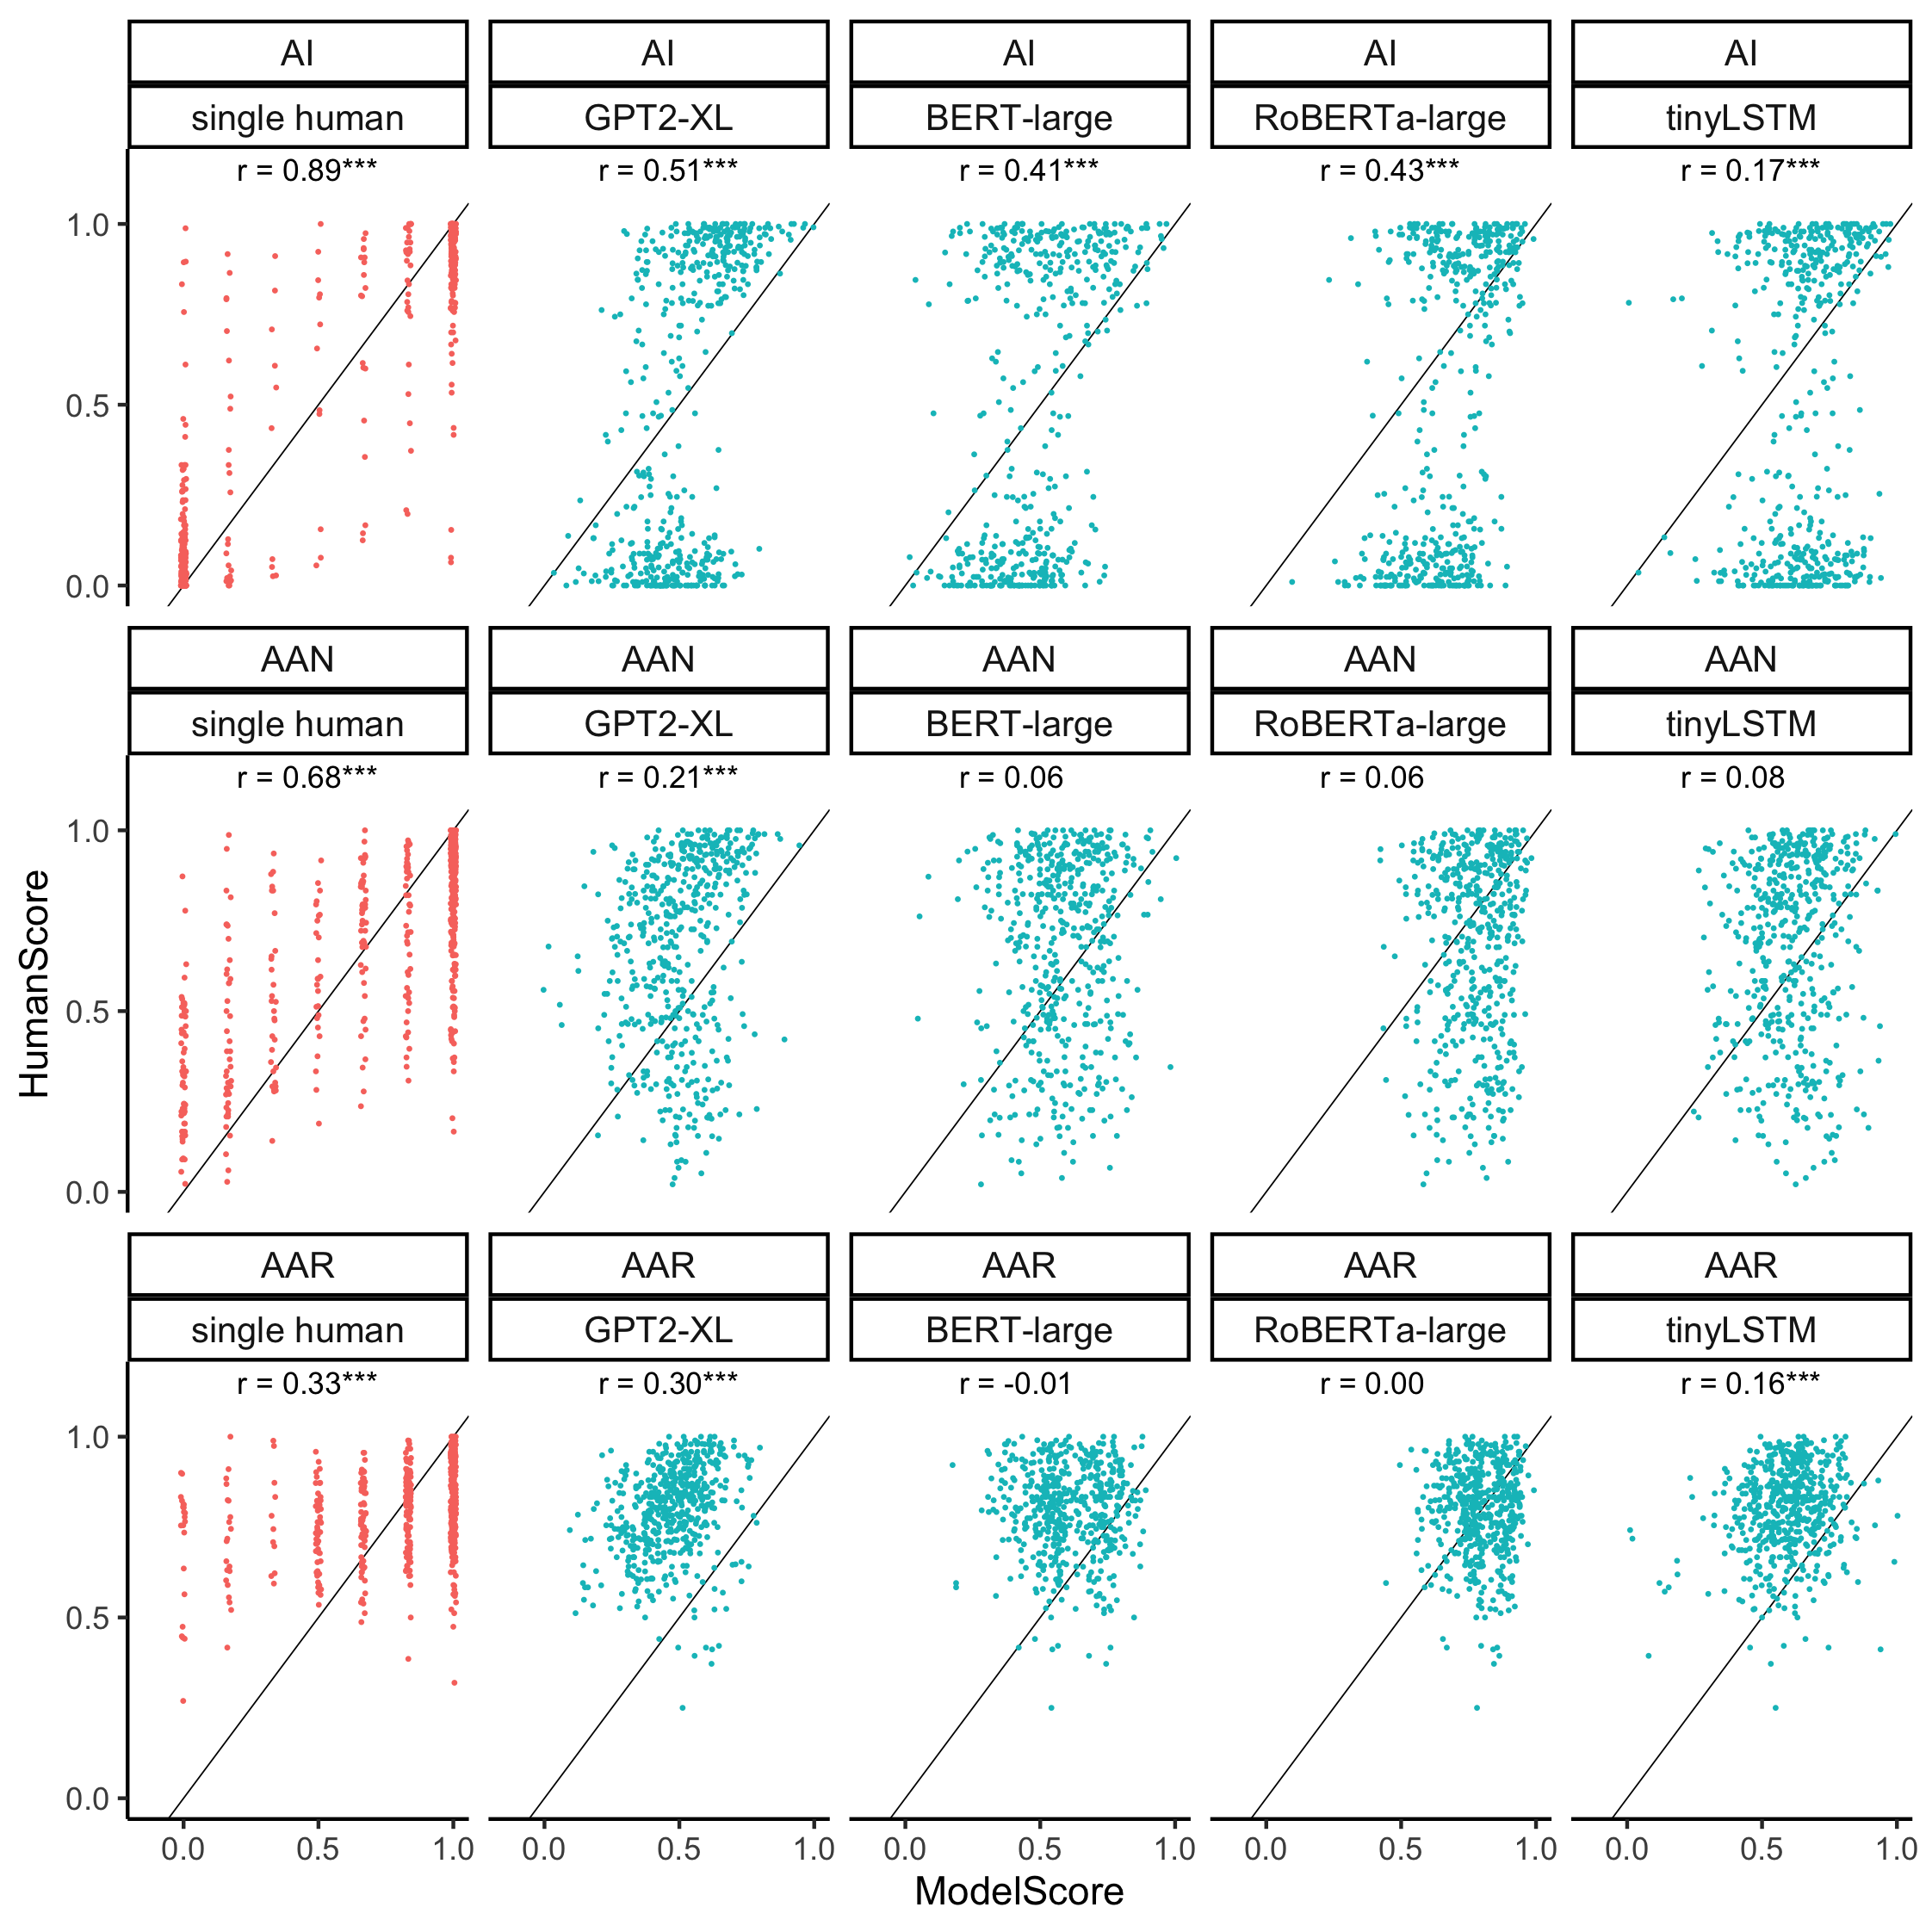 AI AI AI AI AI
single human GPT2-XL BERT-large RoBERTa-large tinyLSTM
r = 0.89*** r = 0.51*** r = 0.41*** r = 0.43*** r = 0.17***
1.0
0.5
0.0
AAN AAN AAN AAN AAN
single human GPT2-XL BERT-large RoBERTa-large tinyLSTM
r = 0.68*** r = 0.21*** r = 0.06 r = 0.06 r = 0.08
1.0
0.5
0.0
HumanScore
AAR AAR AAR AAR AAR
single human GPT2-XL BERT-large RoBERTa-large tinyLSTM
r = 0.33*** r = 0.30*** r = -0.01 r = 0.00 r = 0.16***
1.0
0.5
0.0
0.0 0.5 1.0 0.0 0.5 1.0 0.0 0.5 1.0 0.0 0.5 1.0 0.0 0.5 1.0
ModelScore